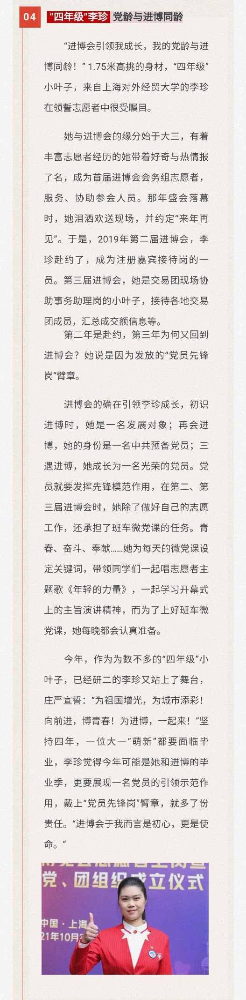 04
“四年级”李珍 党龄与进博同龄
“进博会引领我成长，我的党龄与进
博同龄！” 1.75米高挑的身材，“四年级”
小叶子，来自上海对外经贸大学的李珍
在领誓志愿者中很受瞩目。
她与进博会的缘分始于大三，有着
丰富志愿者经历的她带着好奇与热情报
了名，成为首届进博会会务组志愿者，
服务、协助参会人员。那年盛会落幕
时，她泪洒欢送现场，并约定“来年再
见”。于是，2019年第二届进博会，李
珍赴约了，成为注册嘉宾接待岗的一
员。第三届进博会，她是交易团现场协
助事务助理岗的小叶子，接待各地交易
团成员，汇总成交额信息等。
第二年是赴约，第三年为何又回到
进博会？她说是因为发放的“党员先锋
岗”臂章。
进博会的确在引领李珍成长，初识
进博时，她是一名发展对象；再会进
博，她的身份是一名中共预备党员；三
遇进博，她成长为一名光荣的党员。党
员就要发挥先锋模范作用，在第二、第
三届进博会时，她除了做好自己的志愿
工作，还承担了班车微党课的任务。青
春、奋斗、奉献……她为每天的微党课设
定关键词，带领同学们一起唱志愿者主
题歌《年轻的力量》，一起学习开幕式
上的主旨演讲精神，而为了上好班车微
党课，她每晚都会认真准备。
今年，作为为数不多的“四年级”小
叶子，已经研二的李珍又站上了舞台，
庄严宣誓：“为祖国增光，为城市添彩！
向前进，博青春！为进博，一起来！”坚
持四年，一位大一“萌新”都要面临毕
业，李珍觉得今年可能是她和进博的毕
业季，更要展现一名党员的引领示范作
用，戴上“党员先锋岗”臂章，就多了份
责任。“进博会于我而言是初心，更是使
命。”
博览会志愿者上岗宣
党、团组织成立仪式
中国·上海
21年10月